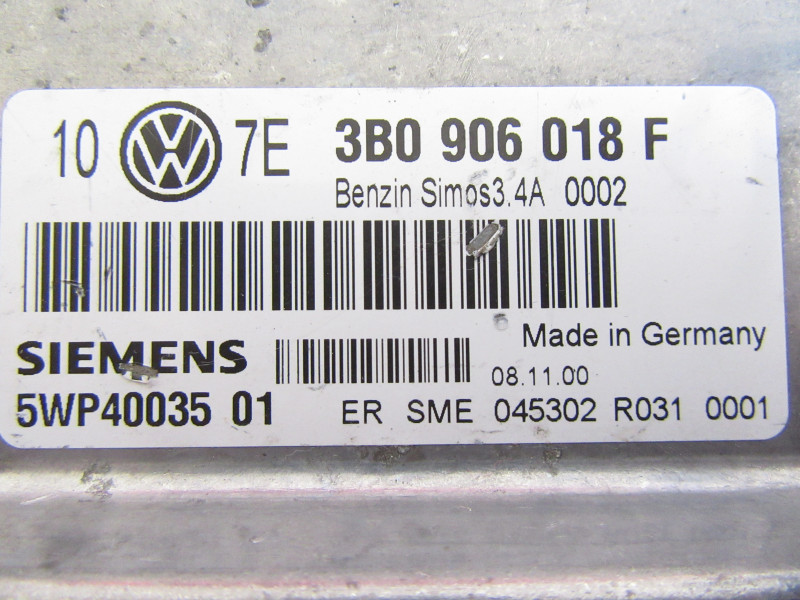 10 VW 7E 3B0 906 018 F
Benzin Simos3.4A 0002
Made in Germany
SIEMENS
08.11.00
5WP40035 01 ER SME 045302 R031 0001